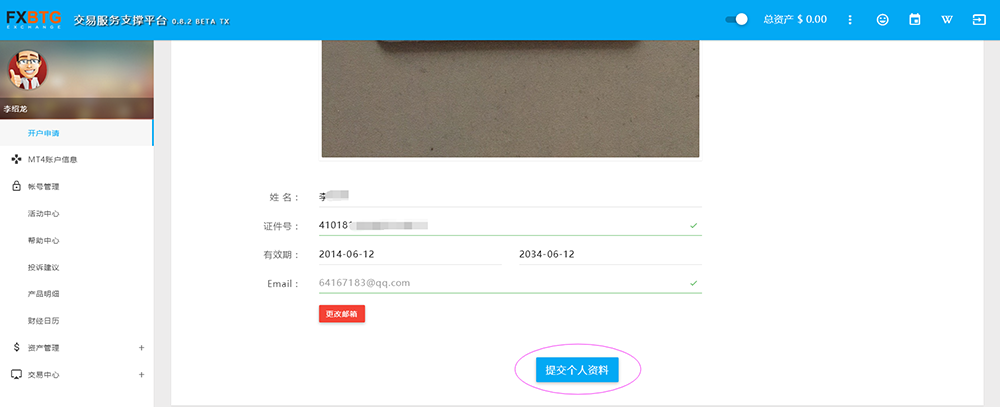 FXBTG 交易服务支撑平台 0.8.2 BETA TX 总资产 $ 0.00 W
EXCHANGE
李绍龙
开户申请
MT4账户信息
帐号管理
活动中心
帮助中心
投诉建议
产品明细
财经日历
资产管理 +
交易中心 +
姓 名： 李
证件号： 41018
有效期： 2014-06-12 2034-06-12
Email： 64167183@qq.com
更改邮箱
提交个人资料